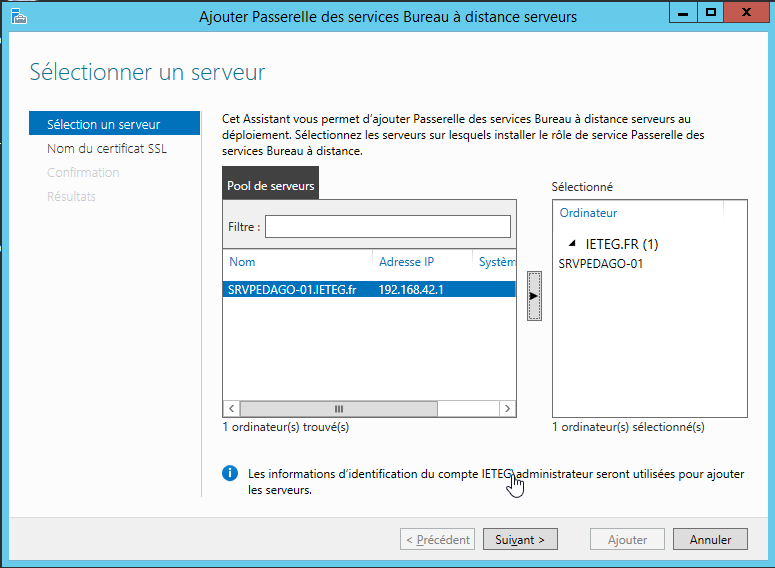 Ajouter Passerelle des services Bureau à distance serveurs
Sélectionner un serveur
Sélection un serveur
Nom du certificat SSL
Confirmation
Résultats
Cet Assistant vous permet d'ajouter Passerelle des services Bureau à distance serveurs au
déploiement. Sélectionnez les serveurs sur lesquels installer le rôle de service Passerelle des
services Bureau à distance.
Pool de serveurs
Filtre :
Nom Adresse IP Systèm
SRVPEDAGO-01.IETEG.fr 192.168.42.1
1 ordinateur(s) trouvé(s)
Sélectionné
Ordinateur
IETEG.FR (1)
SRVPEDAGO-01
1 ordinateur(s) sélectionné(s)
Les informations d'identification du compte IETEG\administrateur seront utilisées pour ajouter
les serveurs.
< Précédent Suivant > Ajouter Annuler